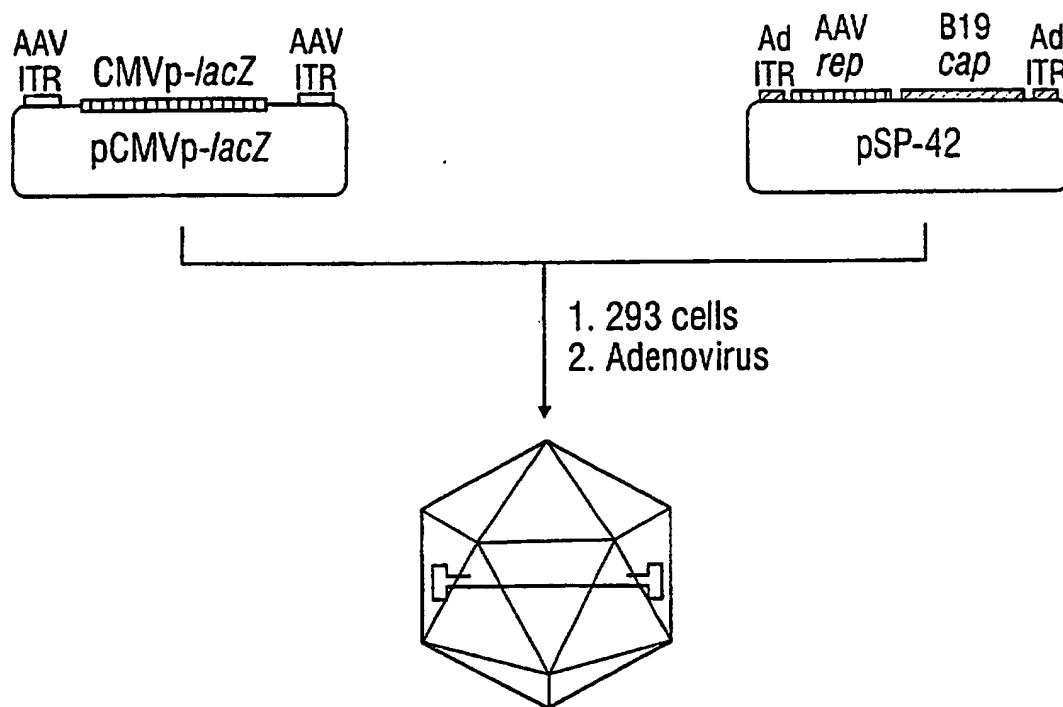 AAV
ITR
CMVp-lacZ
AAV
ITR
pCMVp-lacZ
Ad
ITR
AAV
rep
B19
cap
Ad
ITR
pSP-42
1. 293 cells
2. Adenovirus